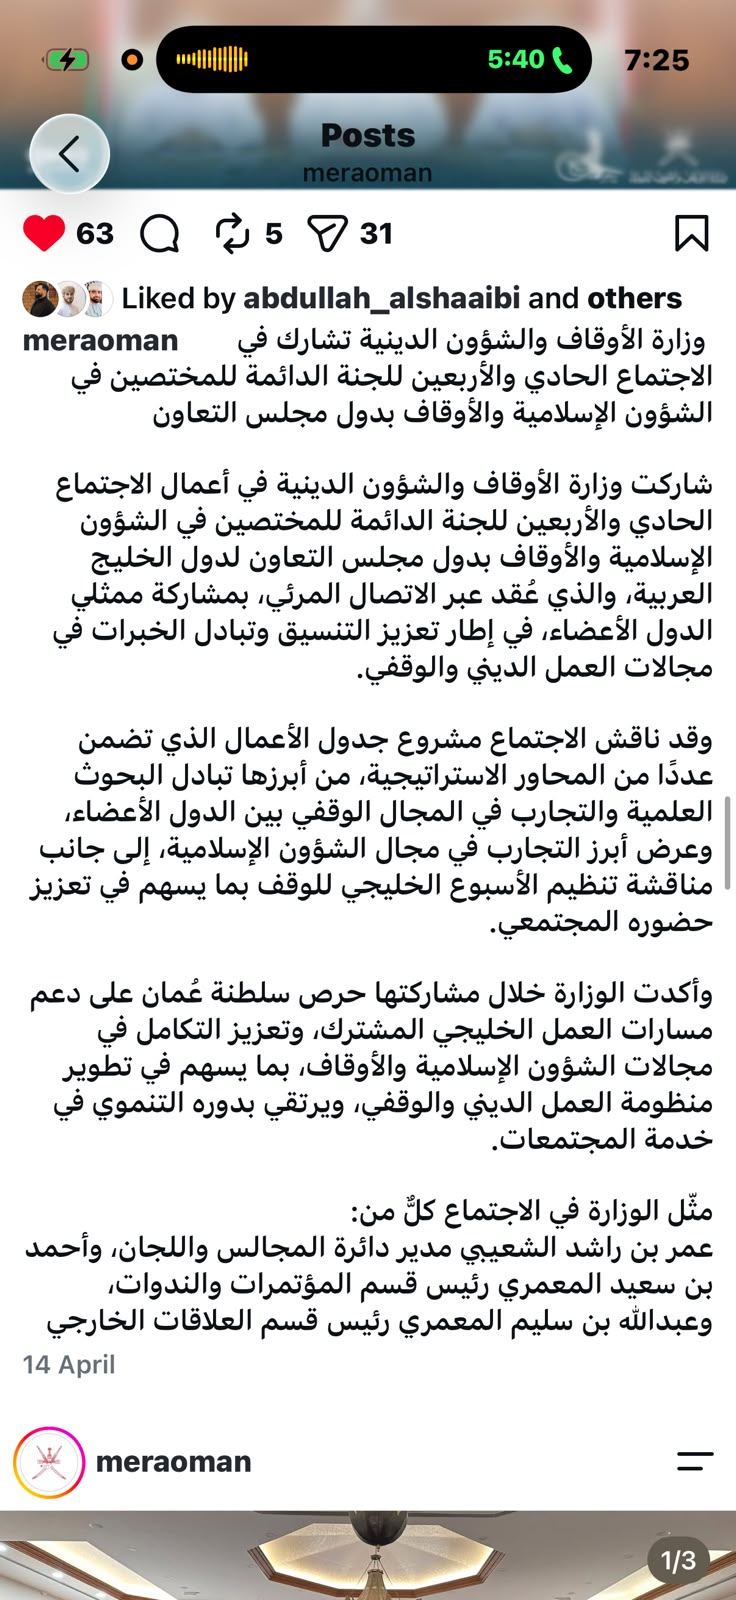 5:40
7:25
Posts
meraoman
63
5
31
Liked by abdullah_alshaaibi and others
meraoman وزارة الأوقاف والشؤون الدينية تشارك في
الاجتماع الحادي والأربعين للجنة الدائمة للمختصين في
الشؤون الإسلامية والأوقاف بدول مجلس التعاون
شاركت وزارة الأوقاف والشؤون الدينية في أعمال الاجتماع
الحادي والأربعين للجنة الدائمة للمختصين في الشؤون
الإسلامية والأوقاف بدول مجلس التعاون لدول الخليج
العربية، والذي عُقد عبر الاتصال المرئي، بمشاركة ممثلي
الدول الأعضاء، في إطار تعزيز التنسيق وتبادل الخبرات في
مجالات العمل الديني والوقفي.
وقد ناقش الاجتماع مشروع جدول الأعمال الذي تضمن
عددًا من المحاور الاستراتيجية، من أبرزها تبادل البحوث
العلمية والتجارب في المجال الوقفي بين الدول الأعضاء،
وعرض أبرز التجارب في مجال الشؤون الإسلامية، إلى جانب
مناقشة تنظيم الأسبوع الخليجي للوقف بما يسهم في تعزيز
حضوره المجتمعي.
وأكدت الوزارة خلال مشاركتها حرص سلطنة عُمان على دعم
مسارات العمل الخليجي المشترك، وتعزيز التكامل في
مجالات الشؤون الإسلامية والأوقاف، بما يسهم في تطوير
منظومة العمل الديني والوقفي، ويرتقي بدوره التنموي في
خدمة المجتمعات.
مثّل الوزارة في الاجتماع كلٌّ من:
عمر بن راشد الشعيبي مدير دائرة المجالس واللجان، وأحمد
بن سعيد المعمري رئيس قسم المؤتمرات والندوات،
وعبدالله بن سليم المعمري رئيس قسم العلاقات الخارجي
14 April
meraoman
1/3